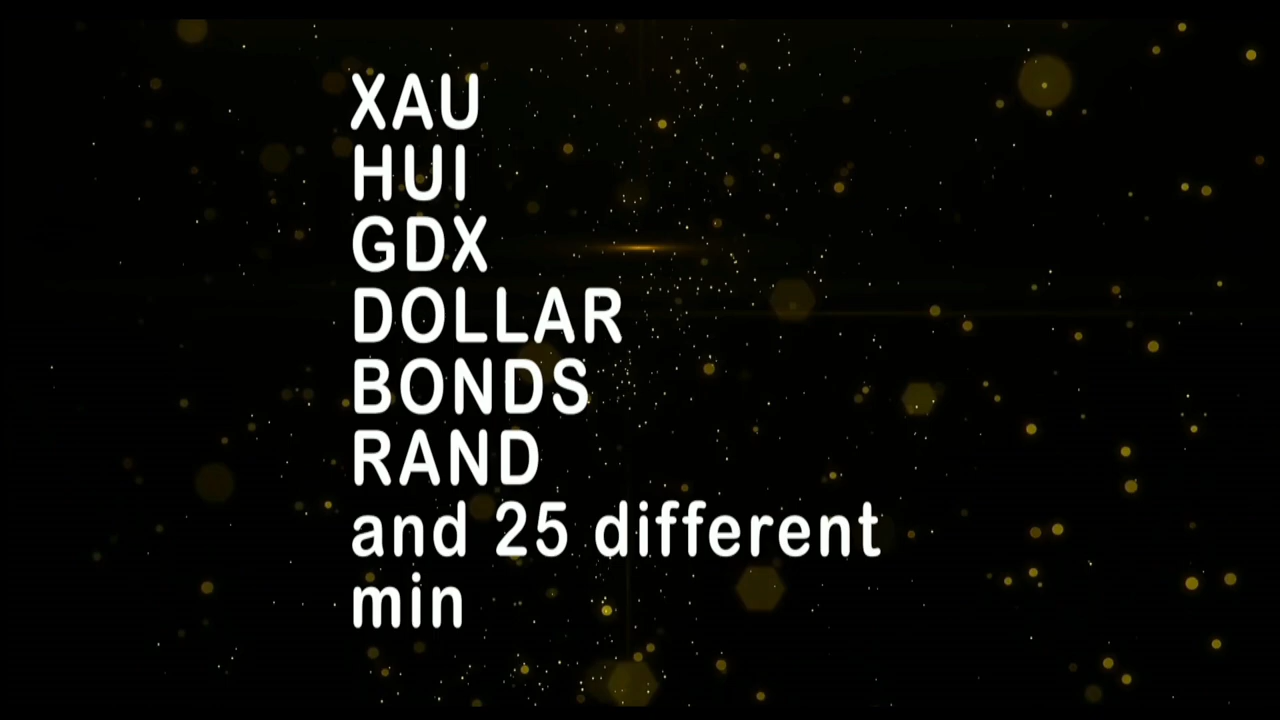 XAU
HUI
GDX
DOLLAR
BONDS
RAND
and 25 different
min